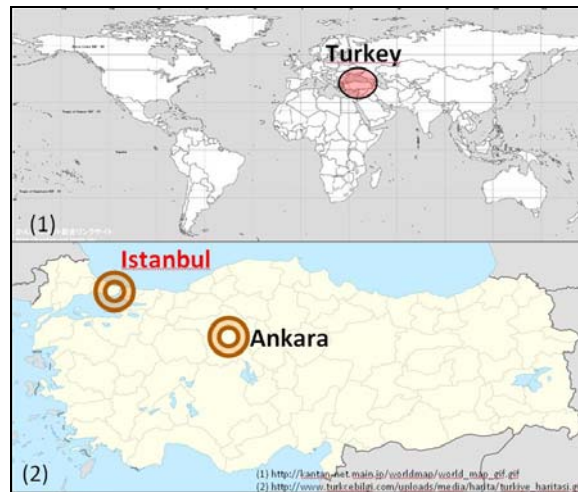 Turkey
(1)
Istanbul
Ankara
(2)
(1) http://kantan-net.main.jp/worldmap/world_map_gif.gif
(2) http://www.turkcebilgi.com/uploads/media/harita/turkiye_haritasi.g